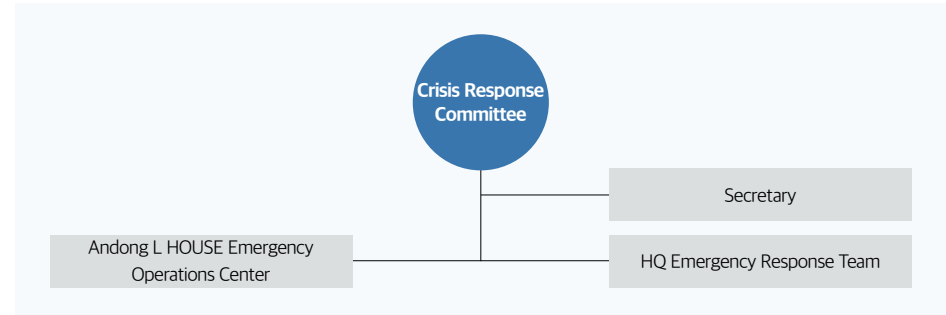 Crisis Response
Committee
Secretary
Andong L HOUSE Emergency
Operations Center
HQ Emergency Response Team